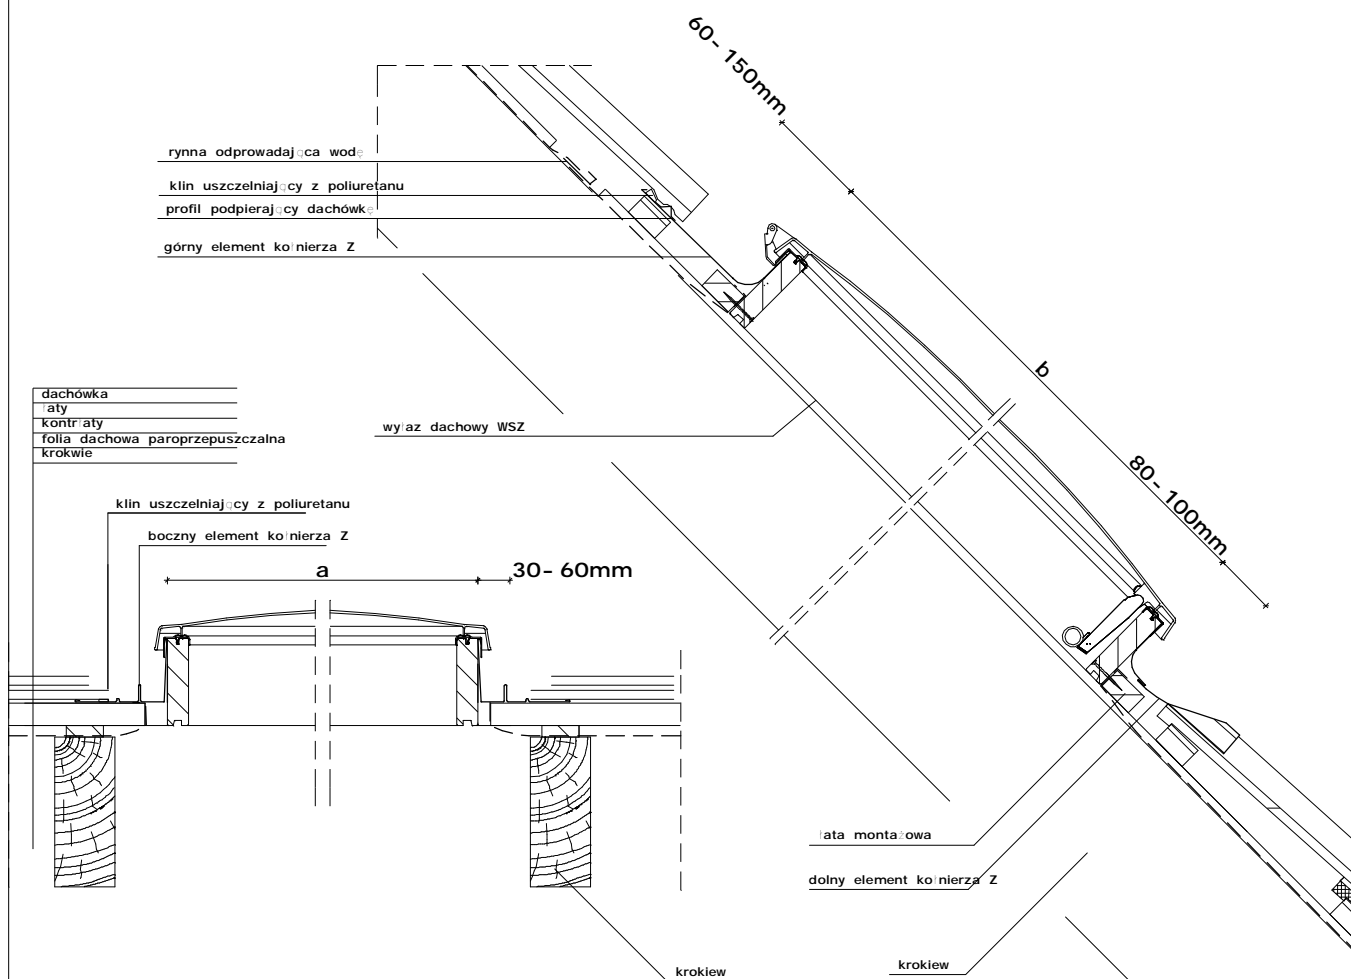 60- 150mm
rynna odprowadająca wodę
klin uszczelniający z poliuretanu
profil podpierający dachówkę
górny element kołnierza Z
b
dachówka
łaty
kontrłaty
folia dachowa paroprzepuszczalna
krokwie
wyłaz dachowy WSZ
80- 100mm
klin uszczelniający z poliuretanu
boczny element kołnierza Z
a
30- 60mm
łata montażowa
dolny element kołnierza Z
krokiew
krokiew